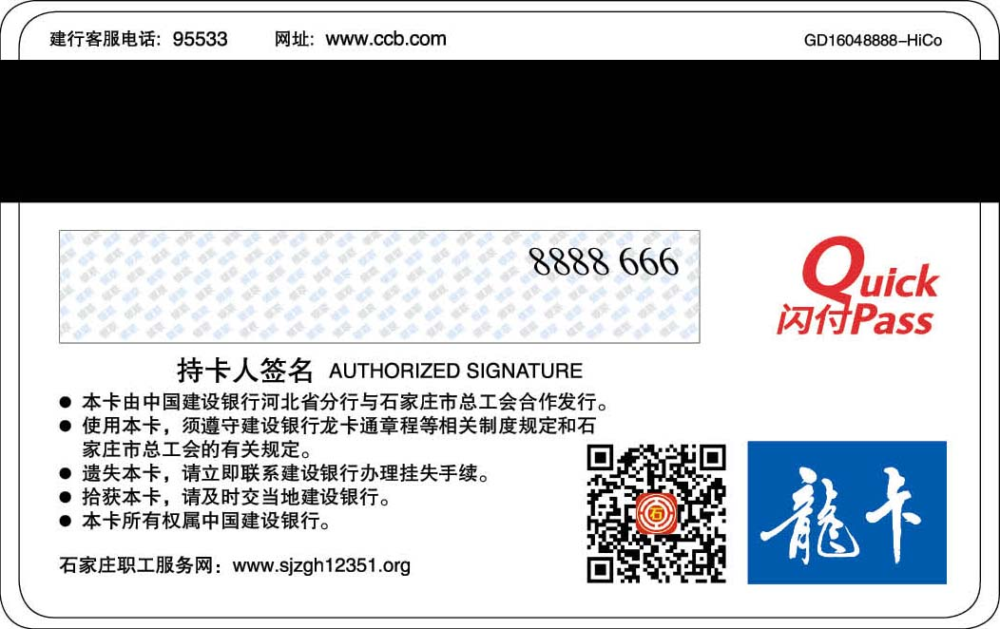 建行客服电话: 95533 网址: www.ccb.com GD16048888-HiCo
8888 666
Quick
闪付Pass
持卡人签名 AUTHORIZED SIGNATURE
● 本卡由中国建设银行河北省分行与石家庄市总工会合作发行。
● 使用本卡，须遵守建设银行龙卡通章程等相关制度规定和石
家庄市总工会的有关规定。
● 遗失本卡，请立即联系建设银行办理挂失手续。
● 拾获本卡，请及时交当地建设银行。
● 本卡所有权属中国建设银行。
石
龍卡
石家庄职工服务网：www.sjzgh12351.org